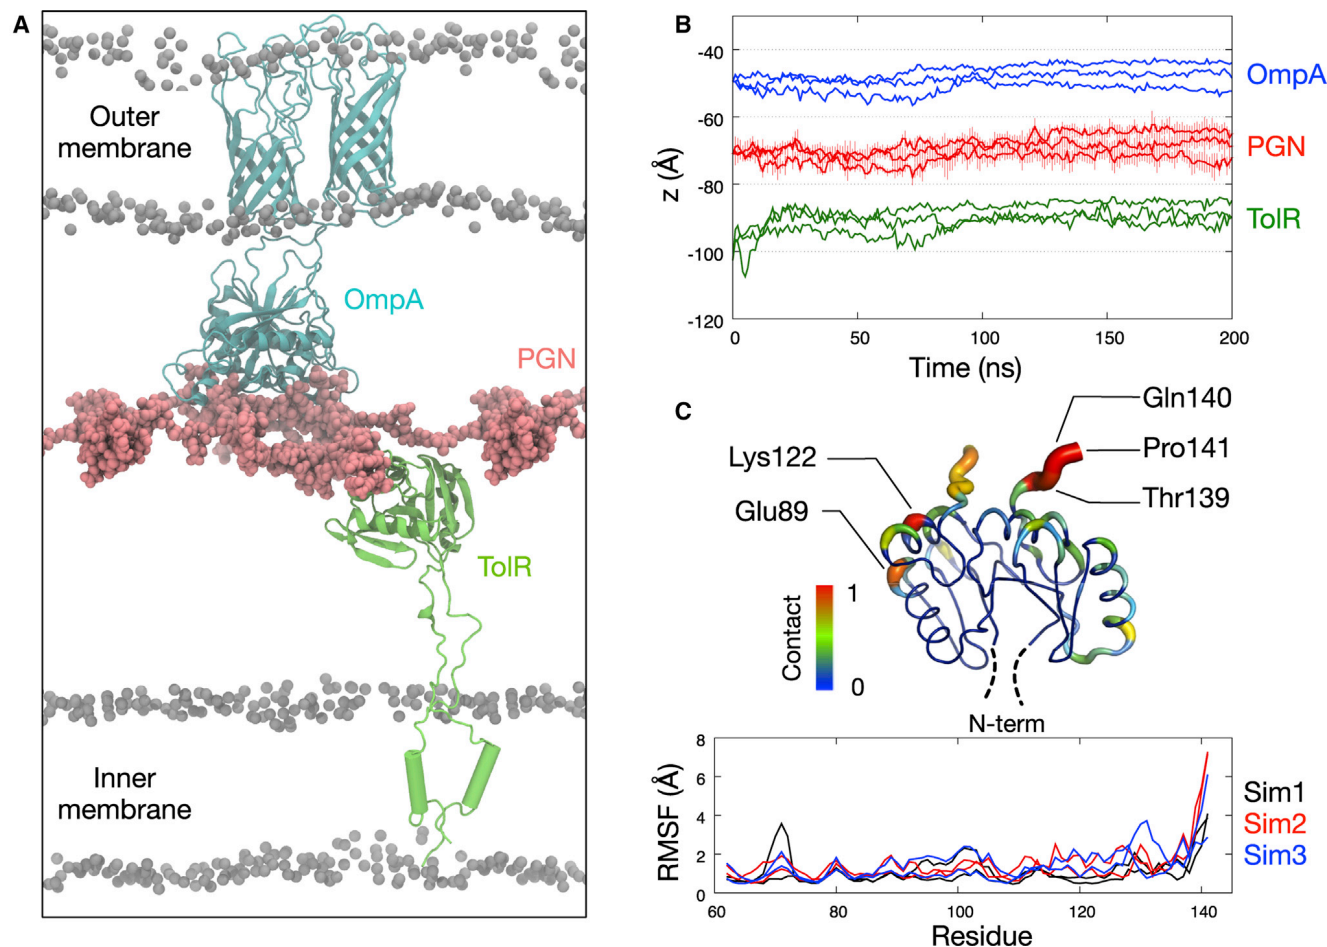 A
Outer
membrane
OmpA
PGN
TolR
Inner
membrane
B
-40
-60
-80
-100
-120
z (Å)
0
50
100
150
200
Time (ns)
OmpA
PGN
TolR
C
Gln140
Pro141
Thr139
Lys122
Glu89
Contact
1
0
N-term
8
6
4
2
0
RMSF (Å)
60
80
100
120
140
Residue
Sim1
Sim2
Sim3